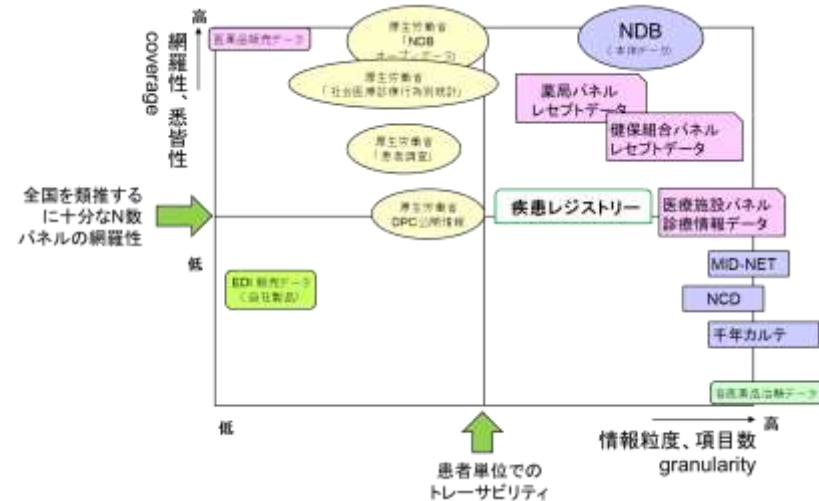 高
網羅性、悉皆性
coverage
医薬品販売データ
厚生労働省
「NDB
オープンデータ」
NDB
(本体データ)
厚生労働省
「社会医療診療行為別統計」
薬局パネル
レセプトデータ
健保組合パネル
レセプトデータ
厚生労働省
「患者調査」
全国を類推する
に十分なN数
パネルの網羅性
厚生労働省
DPC公開情報
疾患レジストリー
医療施設パネル
診療情報データ
低
MID-NET
EDI 販売データ
(自社製品)
NCD
千年カルテ
各医薬品治験データ
低
高
情報粒度、項目数
granularity
患者単位での
トレーサビリティ